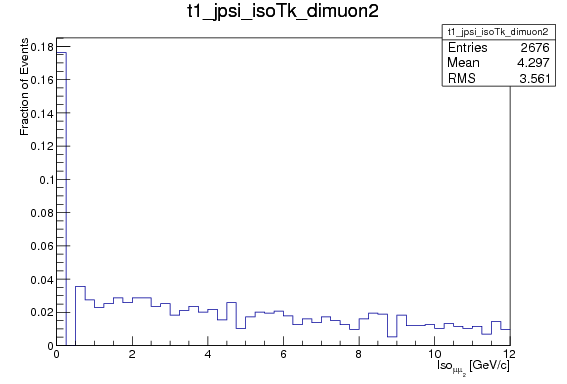 t1_jpsi_isoTk_dimuon2
t1_jpsi_isoTk_dimuon2
Entries 2676
Mean 4.297
RMS 3.561
Fraction of Events
0.18
0.16
0.14
0.12
0.1
0.08
0.06
0.04
0.02
0
0 2 4 6 8 10 12
Iso_{μμ_2} [GeV/c]